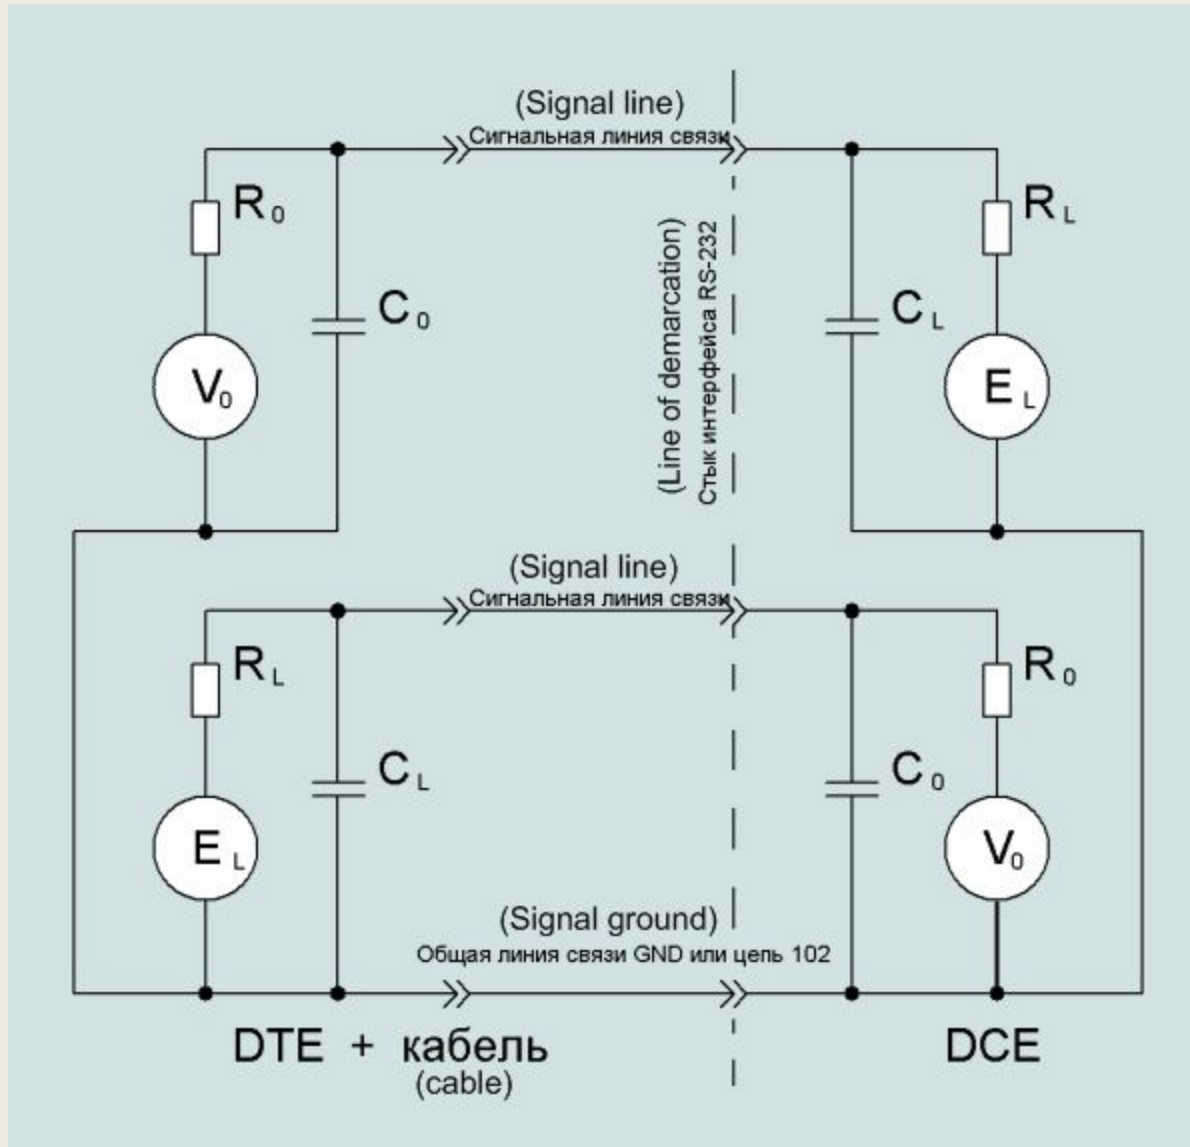 (Signal line)
Сигнальная линия связи
R0
RL
C0
CL
V0
EL
(Line of demarcation)
Стык интерфейса RS-232
(Signal line)
Сигнальная линия связи
RL
R0
CL
C0
EL
V0
(Signal ground)
Общая линия связи GND или цепь 102
DTE + кабель
DCE
(cable)